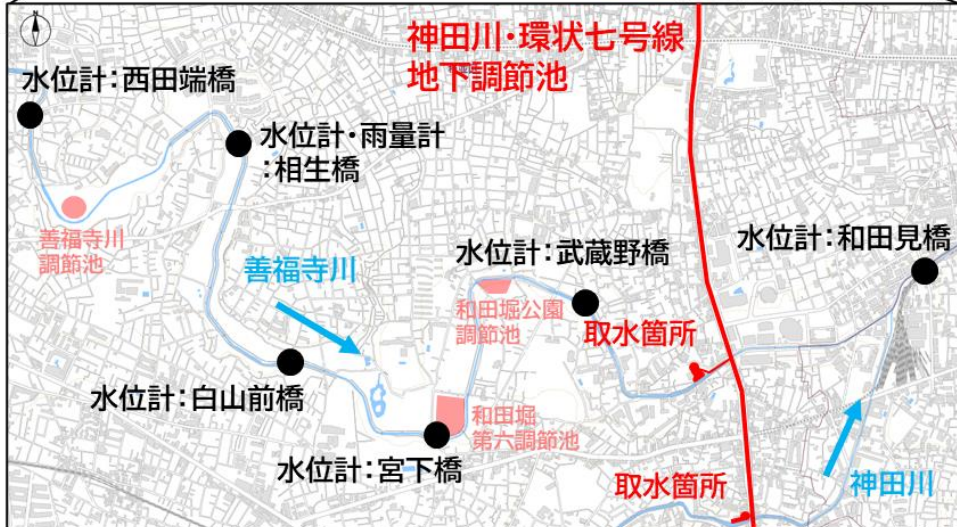 神田川・環状七号線
地下調節池
水位計：西田端橋
水位計・雨量計
：相生橋
善福寺川
調節池
善福寺川
水位計：武蔵野橋
水位計：和田見橋
和田堀公園
調節池
取水箇所
水位計：白山前橋
和田堀
第六調節池
水位計：宮下橋
取水箇所
神田川